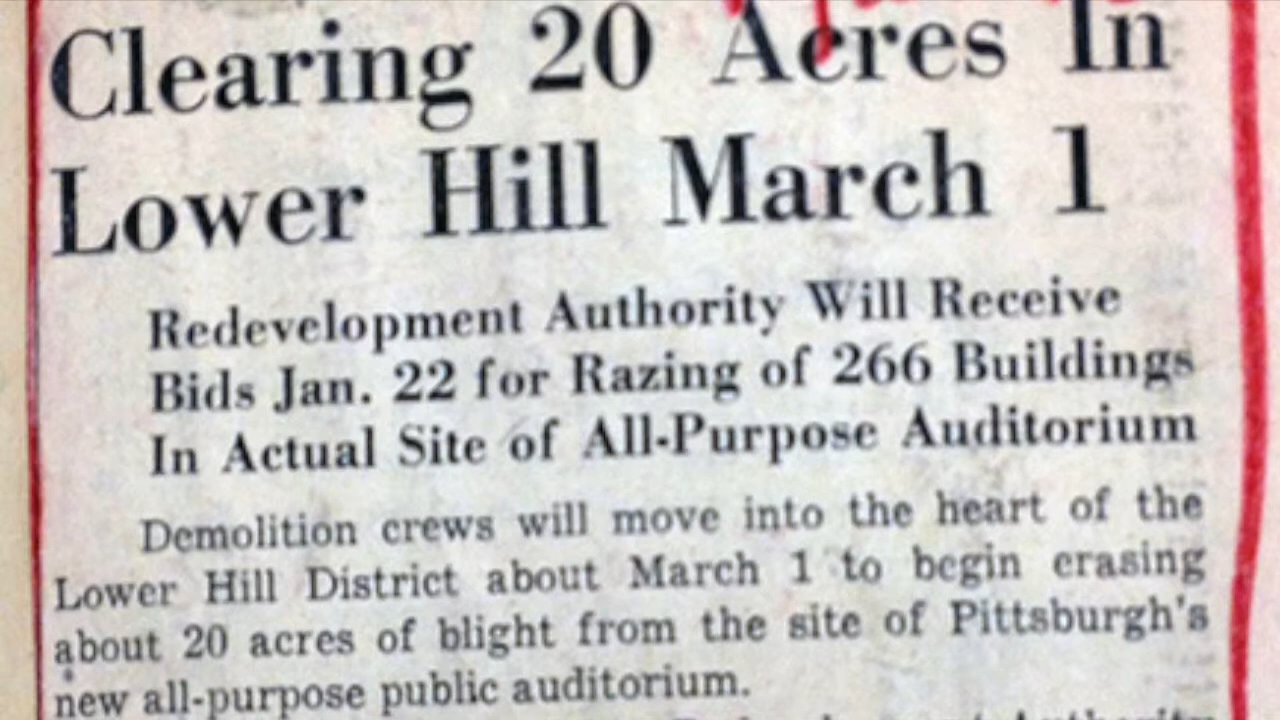 Clearing 20 Acres In
Lower Hill March 1
Redevelopment Authority Will Receive
Bids Jan. 22 for Razing of 266 Buildings
In Actual Site of All-Purpose Auditorium
Demolition crews will move into the heart of the
Lower Hill District about March 1 to begin erasing
about 20 acres of blight from the site of Pittsburgh's
new all-purpose public auditorium.